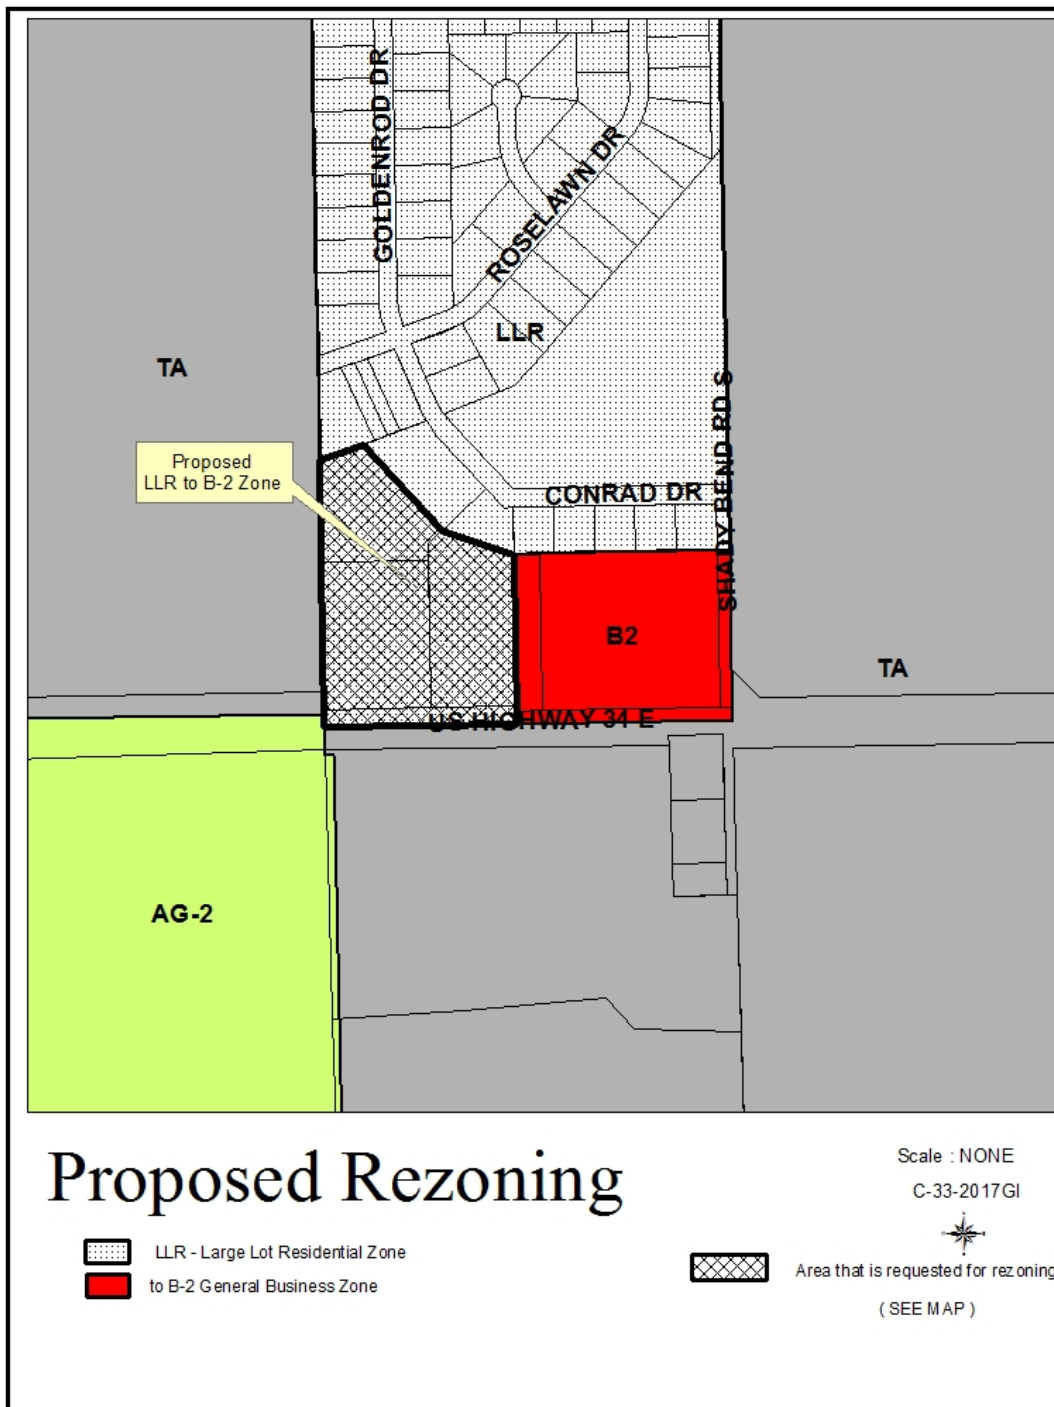 GOLDENROD DR
ROSELAWN DR
LLR
TA
SHADY BEND RD S
Proposed
LLR to B-2 Zone
CONRAD DR
B2
TA
US HIGHWAY 34 E
AG-2
Proposed Rezoning
Scale : NONE
C-33-2017GI
LLR - Large Lot Residential Zone
to B-2 General Business Zone
Area that is requested for rezoning
( SEE MAP )